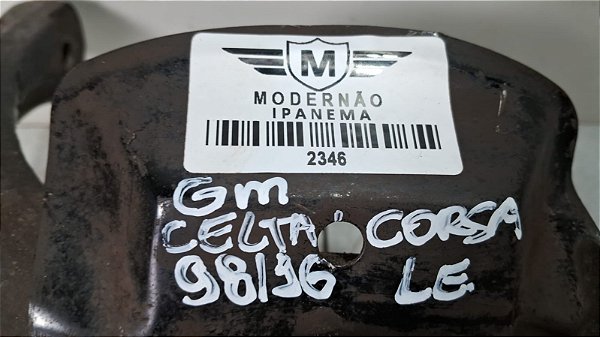 M
MODERNÃO
IPANEMA
2346
Gm
CELTA CORSA
98/96 LE.